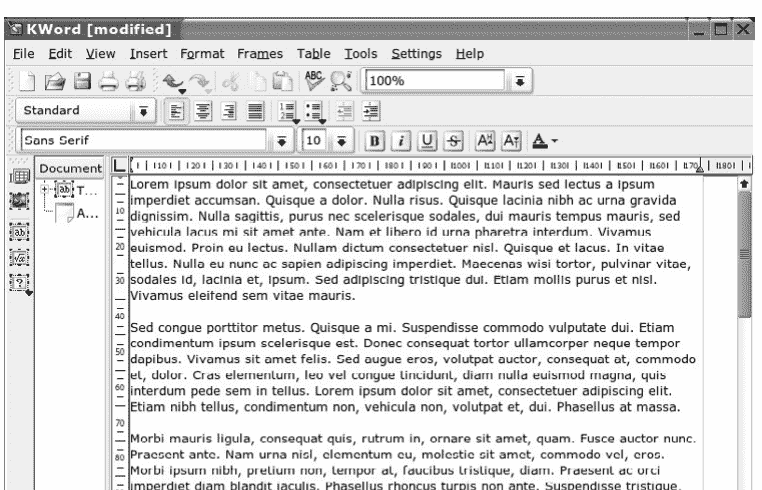 KWord [modified]
File Edit View Insert Format Frames Table Tools Settings Help
ABC 100%
Standard
Sans Serif 10 B i U S
Document
T...
A...
Lorem ipsum dolor sit amet, consectetuer adipiscing elit. Mauris sed lectus a ipsum
imperdiet accumsan. Quisque a dolor. Nulla risus. Quisque lacinia nibh ac urna gravida
dignissim. Nulla sagittis, purus nec scelerisque sodales, dui mauris tempus mauris, sed
vehicula lacus mi sit amet ante. Nam et libero id urna pharetra interdum. Vivamus
euismod. Proin eu lectus. Nullam dictum consectetuer nisl. Quisque et lacus. In vitae
tellus. Nulla eu nunc ac sapien adipiscing imperdiet. Maecenas wisi tortor, pulvinar vitae,
sodales id, lacinia et, ipsum. Sed adipiscing tristique dui. Etiam mollis purus et nisl.
Vivamus eleifend sem vitae mauris.
Sed congue porttitor metus. Quisque a mi. Suspendisse commodo vulputate dui. Etiam
condimentum ipsum scelerisque est. Donec consequat tortor ullamcorper neque tempor
dapibus. Vivamus sit amet felis. Sed augue eros, volutpat auctor, consequat at, commodo
et, dolor. Cras elementum, leo vel congue tincidunt, diam nulla euismod magna, quis
interdum pede sem in tellus. Lorem ipsum dolor sit amet, consectetuer adipiscing elit.
Etiam nibh tellus, condimentum non, vehicula non, volutpat et, dui. Phasellus at massa.
Morbi mauris ligula, consequat quis, rutrum in, ornare sit amet, quam. Fusce auctor nunc.
Praesent ante. Nam urna nisl, elementum eu, molestie sit amet, commodo vel, eros.
Morbi ipsum nibh, pretium non, tempor at, faucibus tristique, diam. Praesent ac orci
imperdiet diam blandit iaculis. Phasellus rhoncus turpis non ante. Suspendisse tristique,